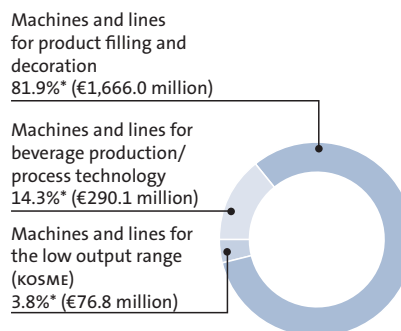 Machines and lines
for product filling and
decoration
81.9%* (€1,666.0 million)
Machines and lines for
beverage production/
process technology
14.3%* (€290.1 million)
Machines and lines for
the low output range
(KOSME)
3.8%* (€76.8 million)